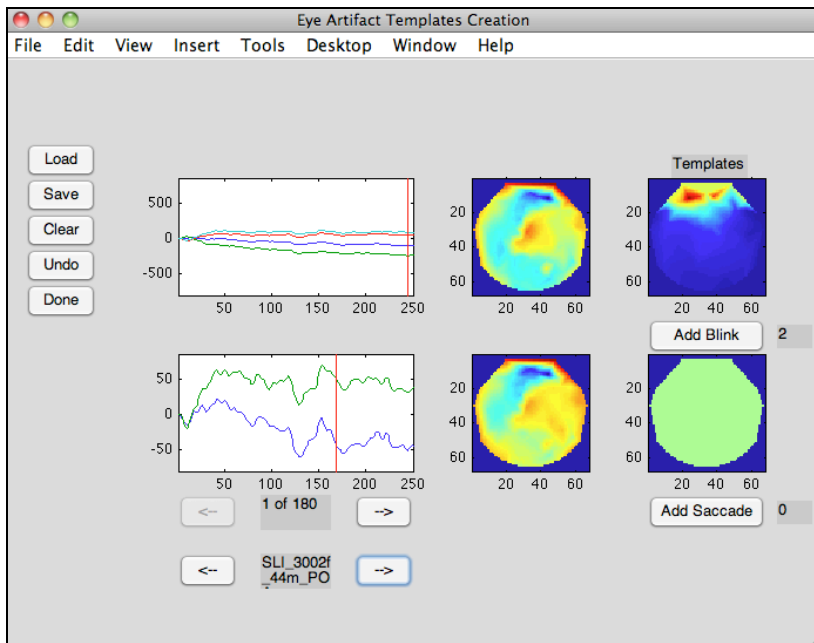 Eye Artifact Templates Creation
File Edit View Insert Tools Desktop Window Help
Load
Save
Clear
Undo
Done
Templates
500
0
-500
50 100 150 200 250
20
40
60
20 40 60
20
40
60
20 40 60
Add Blink 2
50
0
-50
50 100 150 200 250
20
40
60
20 40 60
20
40
60
20 40 60
<-- 1 of 180 -->
Add Saccade 0
<-- SLI_3002f -->
_44m_PO